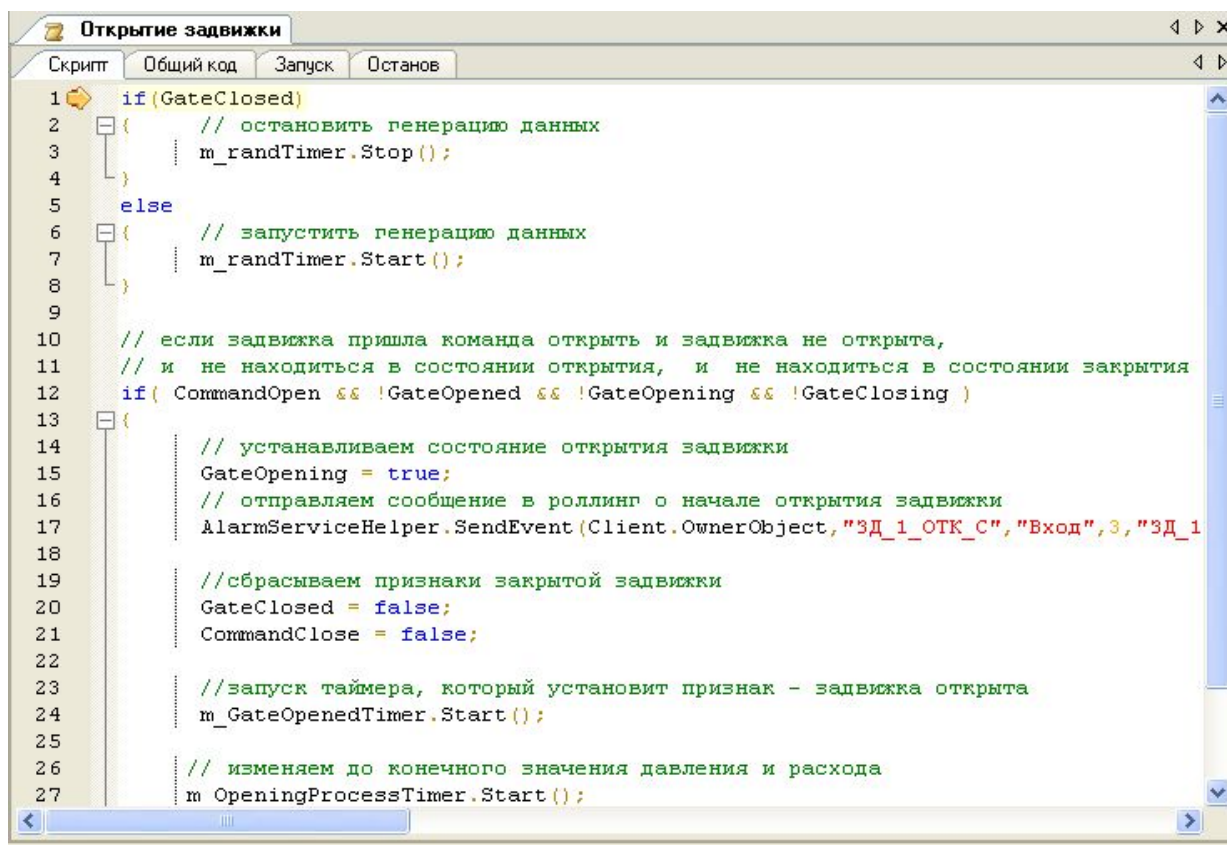 Открытие задвижки
Скрипт Общий код Запуск Останов
1 if(GateClosed)
2 { // остановить генерацию данных
3 m_randTimer.Stop();
4 }
5 else
6 { // запустить генерацию данных
7 m_randTimer.Start();
8 }
9
10 // если задвижка пришла команда открыть и задвижка не открыта,
11 // и не находиться в состоянии открытия, и не находиться в состоянии закрытия
12 if( CommandOpen && !GateOpened && !GateOpening && !GateClosing )
13 {
14 // устанавливаем состояние открытия задвижки
15 GateOpening = true;
16 // отправляем сообщение в роллинг о начале открытия задвижки
17 AlarmServiceHelper.SendEvent(Client.OwnerObject,"ЗД_1_ОТК_С","Вход",3,"ЗД_1
18
19 //сбрасываем признаки закрытой задвижки
20 GateClosed = false;
21 CommandClose = false;
22
23 //запуск таймера, который установит признак - задвижка открыта
24 m_GateOpenedTimer.Start();
25
26 // изменяем до конечного значения давления и расхода
27 m_OpeningProcessTimer.Start();